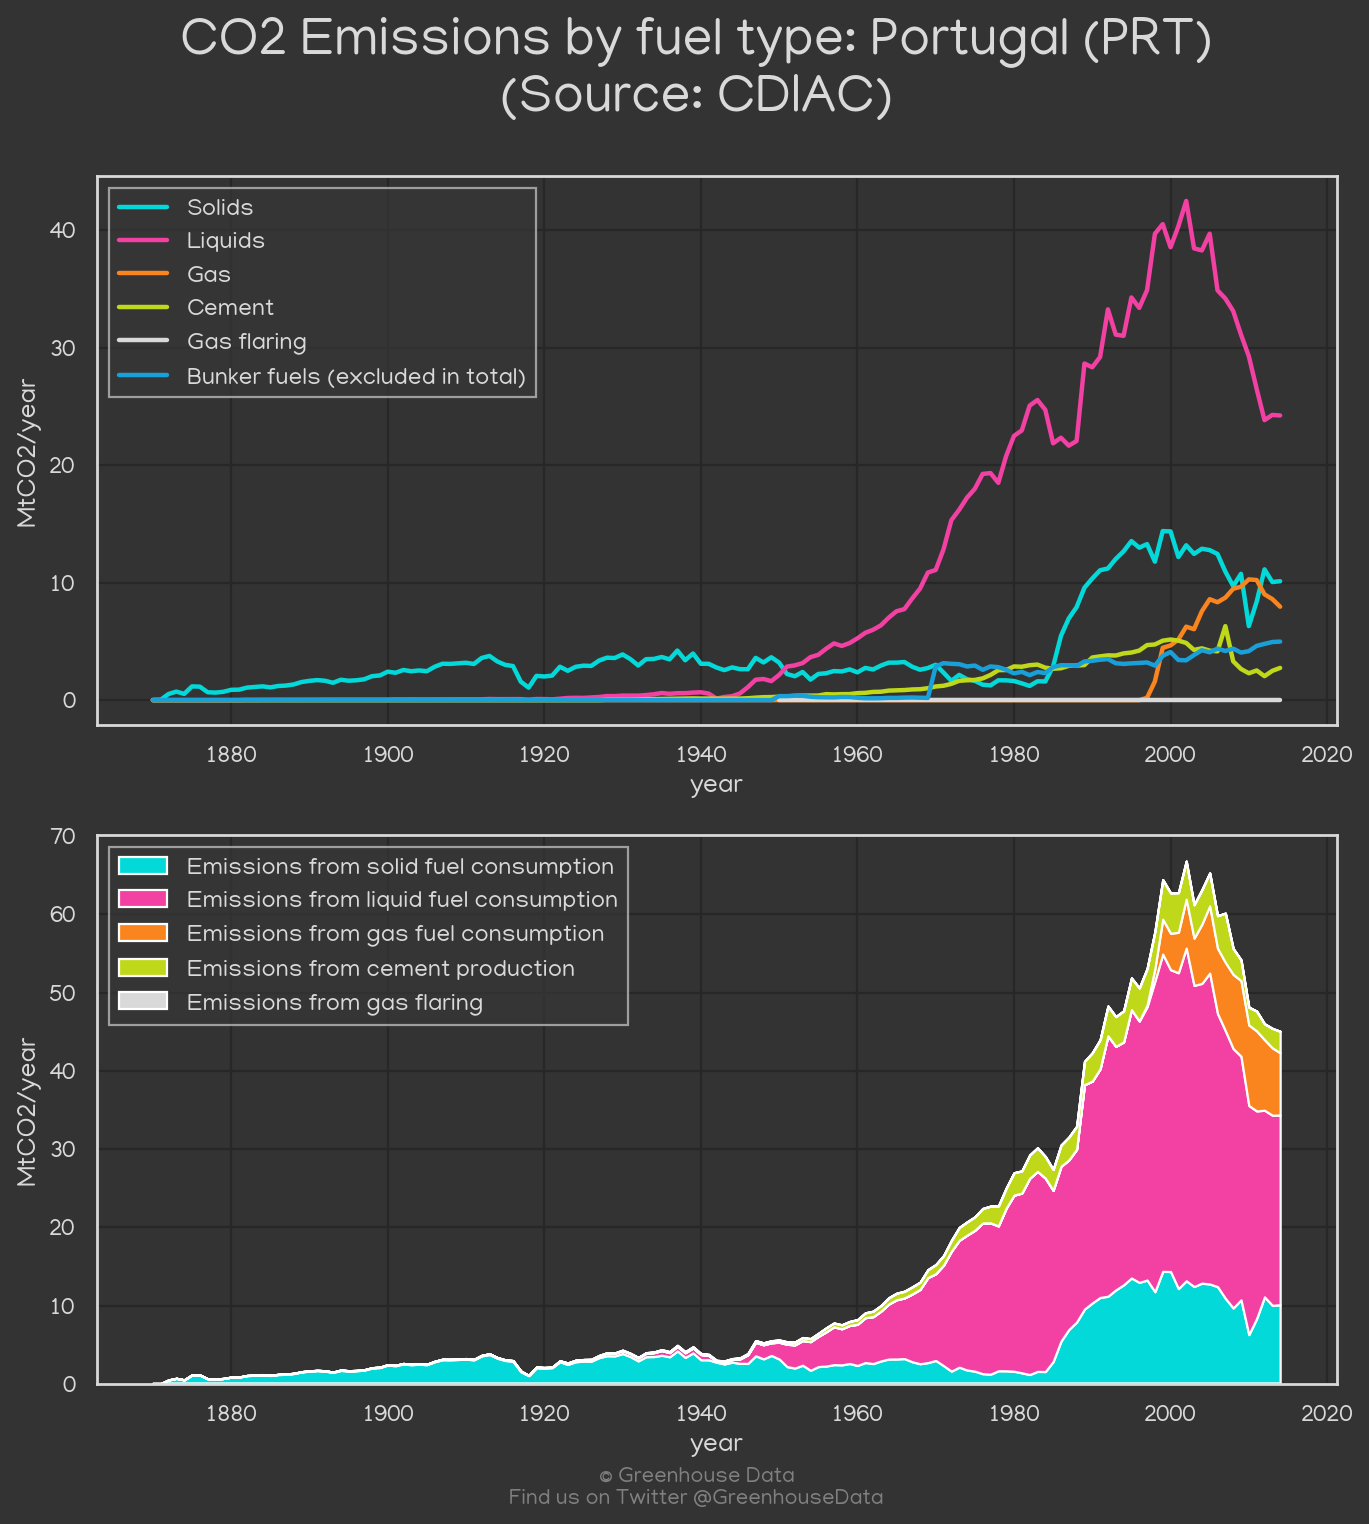 CO2 Emissions by fuel type: Portugal (PRT)
(Source: CDIAC)
Solids
Liquids
Gas
Cement
Gas flaring
Bunker fuels (excluded in total)
MtCO2/year
40
30
20
10
0
1880 1900 1920 1940 1960 1980 2000 2020
year
Emissions from solid fuel consumption
Emissions from liquid fuel consumption
Emissions from gas fuel consumption
Emissions from cement production
Emissions from gas flaring
MtCO2/year
70
60
50
40
30
20
10
0
1880 1900 1920 1940 1960 1980 2000 2020
year
© Greenhouse Data
Find us on Twitter @GreenhouseData